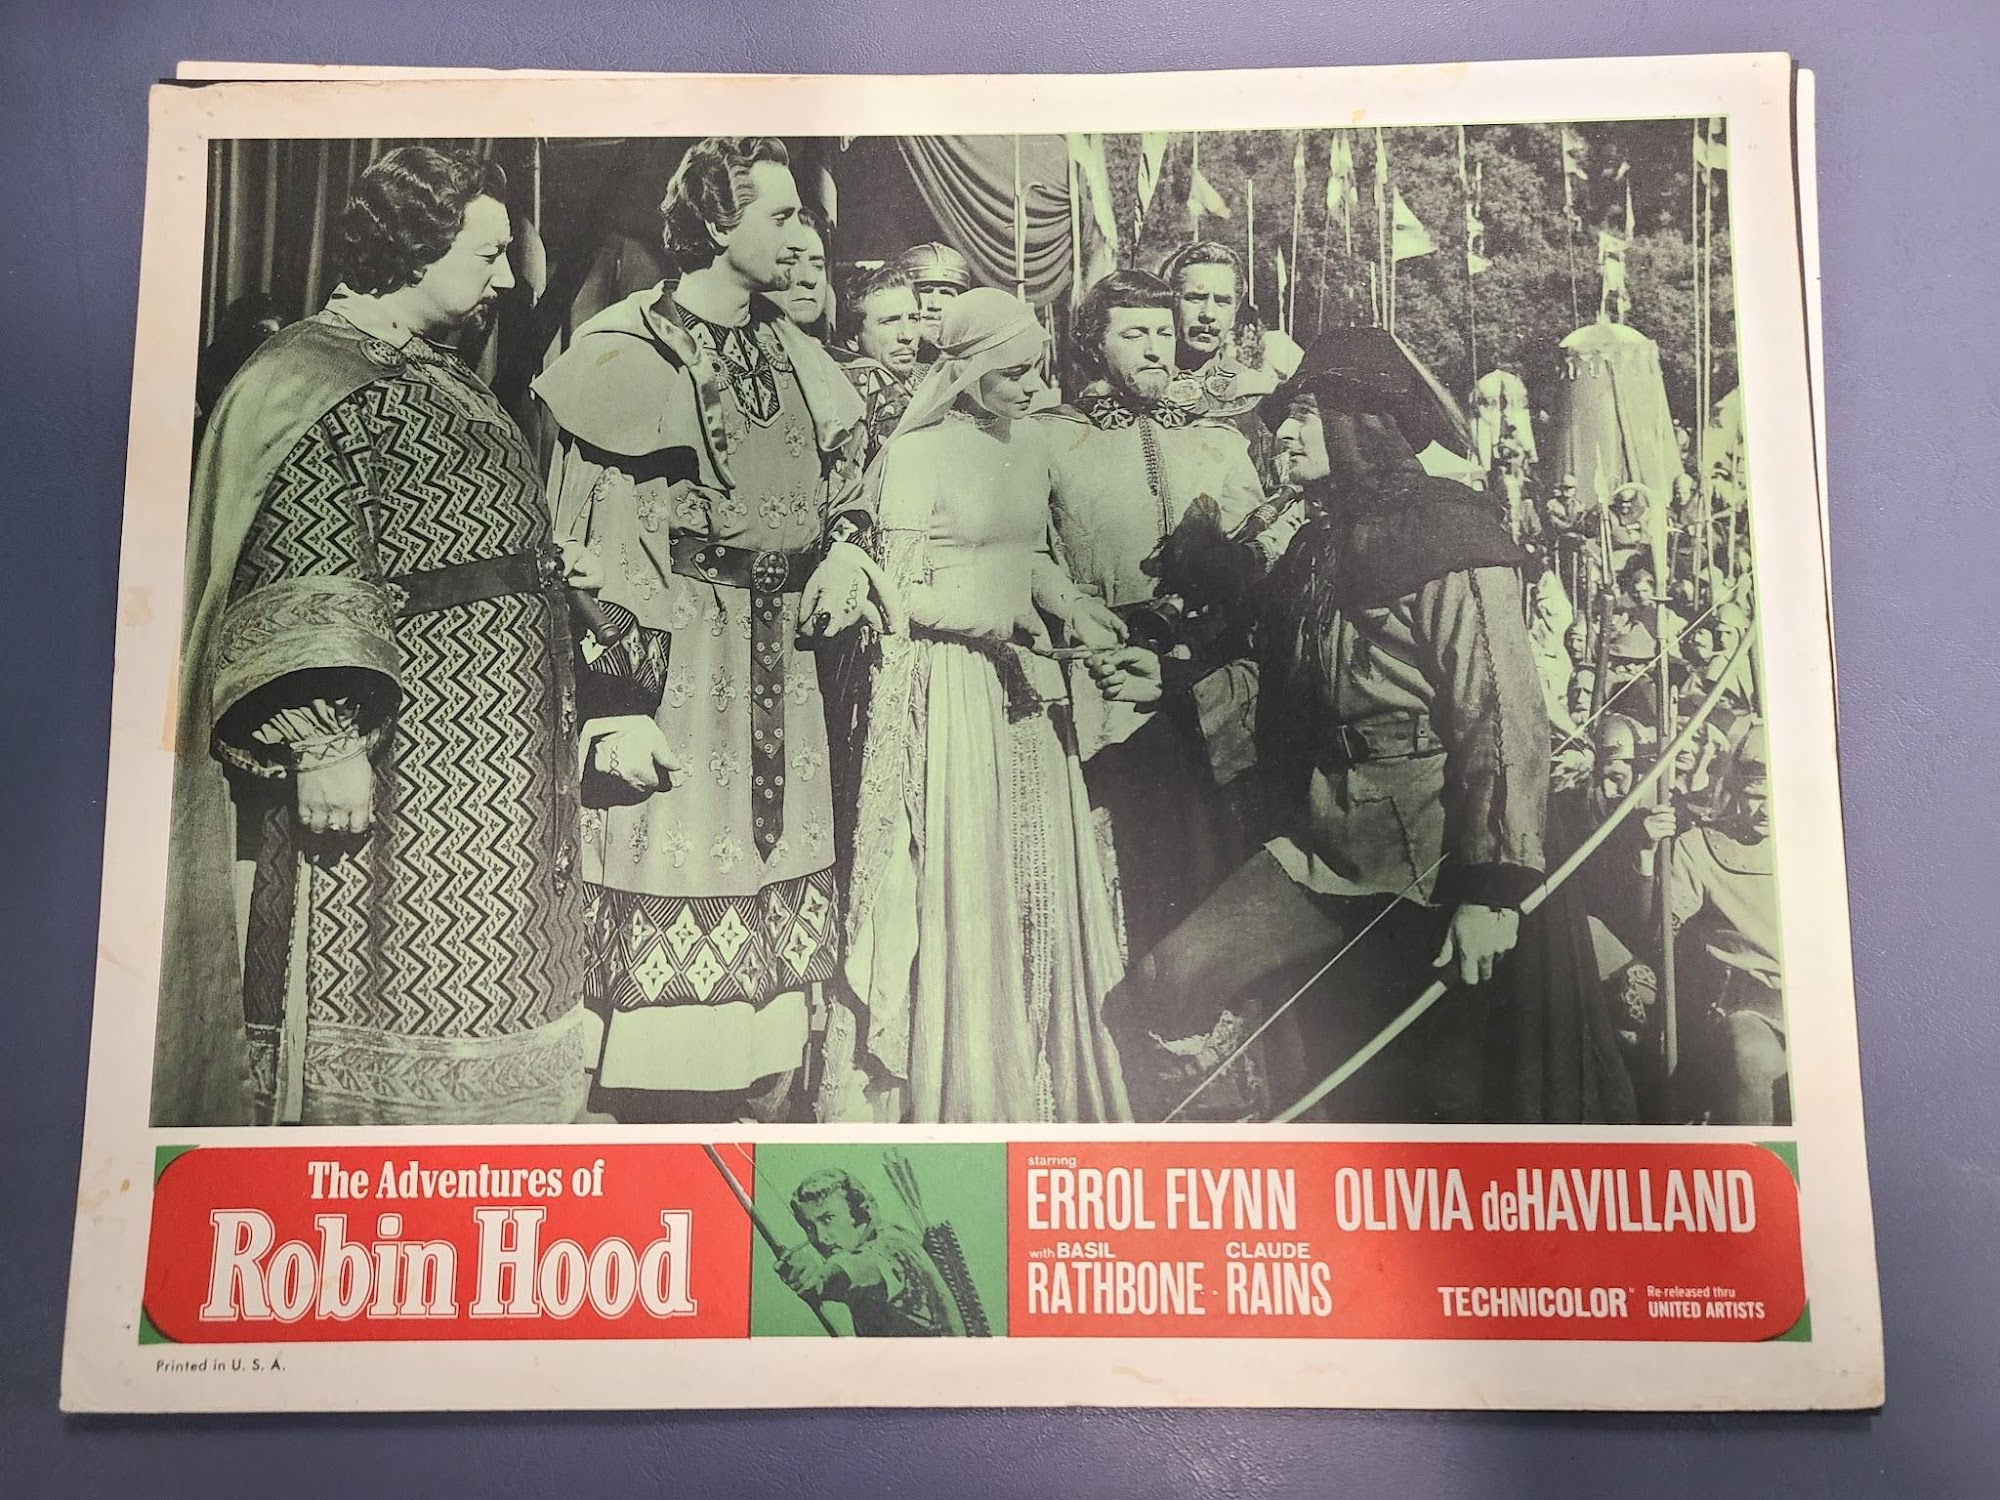 The Adventures of
Robin Hood
starring
ERROL FLYNN OLIVIA deHAVILLAND
with BASIL RATHBONE · CLAUDE RAINS
TECHNICOLOR®
Re-released thru
UNITED ARTISTS
Printed in U. S. A.